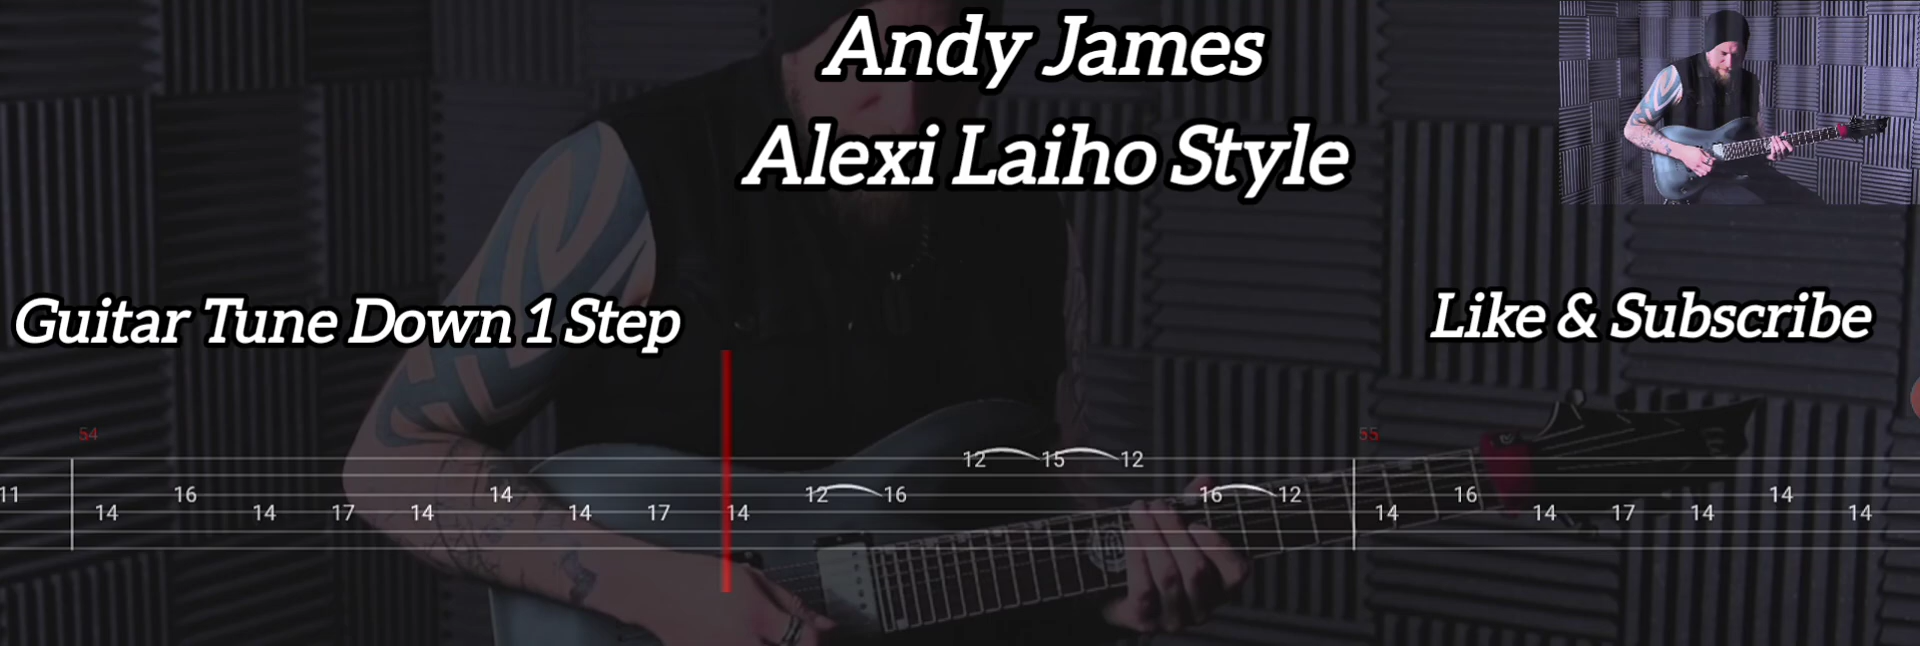 Andy James
Alexi Laiho Style
Guitar Tune Down 1 Step
Like & Subscribe
54 55
12 15 12
11 16 14 12 16 16 12 16 14
14 14 17 14 14 17 14 14 14 17 14 14